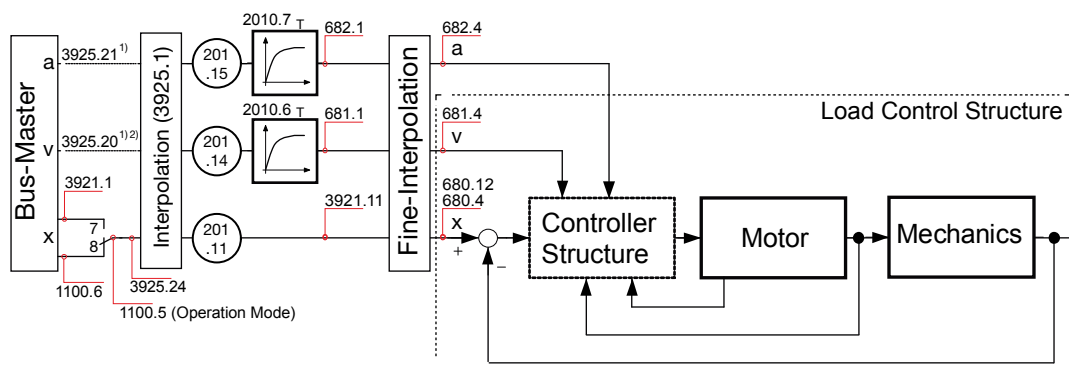 2010.7 T
682.1
682.4
3925.21 1)
a
201
.15
a
Load Control Structure
2010.6 T
681.1
681.4
3925.20 1) 2)
v
201
.14
v
Bus-Master
Interpolation (3925.1)
Fine-Interpolation
3921.1
3921.11
680.12
680.4
x
7
8
201
.11
x
+
−
Controller
Structure
Motor
Mechanics
3925.24
1100.6
1100.5 (Operation Mode)